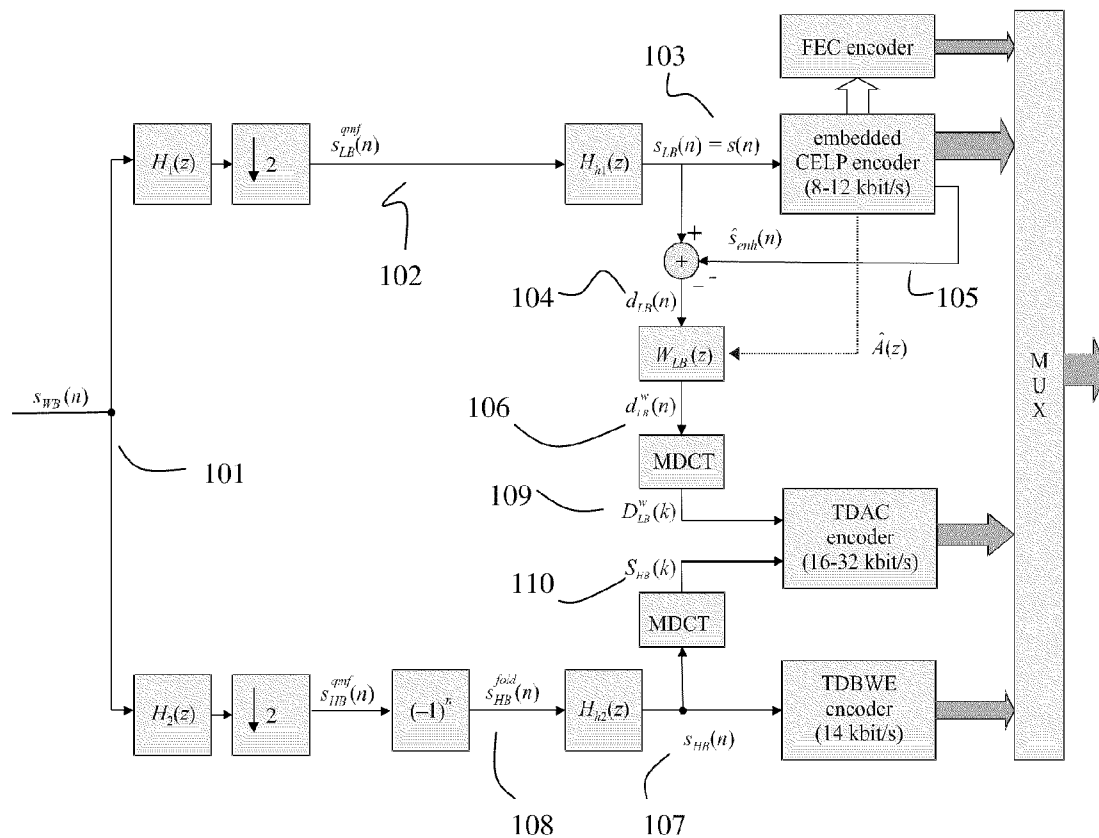 FEC encoder
103
H₁(z)
↓ 2
s_LB^qmf(n)
H_h1(z)
s_LB(n) = s(n)
embedded
CELP encoder
(8-12 kbit/s)
102
+
+
ŝ_enh(n)
– -
104
d_LB(n)
105
W_LB(z)
Â(z)
M
U
X
s_WB(n)
106
d_LB^w(n)
101
MDCT
109
D_LB^w(k)
TDAC
encoder
(16-32 kbit/s)
S_HB(k)
110
MDCT
H₂(z)
↓ 2
s_HB^qmf(n)
(–1)^n
s_HB^fold(n)
H_h2(z)
TDBWE
encoder
(14 kbit/s)
s_HB(n)
108
107